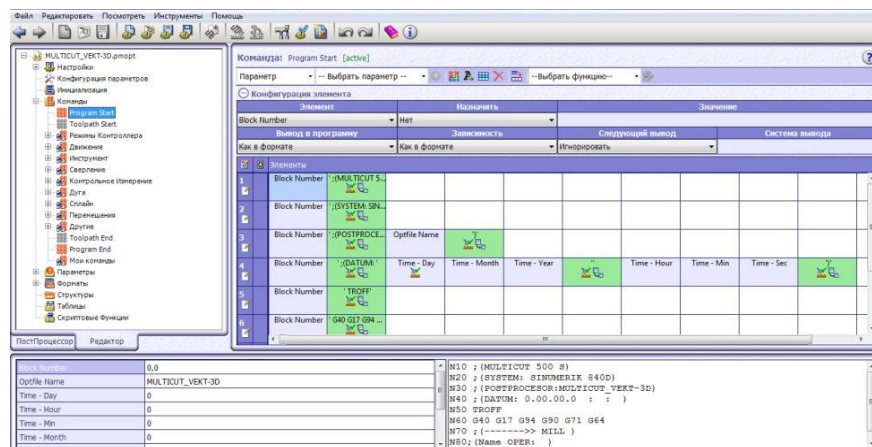 Файл Редактировать Посмотреть Инструменты Помощь
MULTICUT_VEKT-3D.pmopt
Настройки
Конфигурация параметров
Инициализация
Команды
Program Start
Toolpath Start
Режимы Контроллера
Движение
Инструмент
Сверление
Контрольное Измерение
Дуга
Сплайн
Перемещения
Другие
Toolpath End
Program End
Мои команды
Параметры
Форматы
Структуры
Таблицы
Скриптовые Функции
ПостПроцессор Редактор
Команда: Program Start [active]
Параметр -- Выбрать параметр -- --Выбрать функцию--
Конфигурация элемента
Элемент Назначить Значение
Block Number Нет
Вывод в программу Зависимость Следующий вывод Система вывода
Как в формате Как в формате Игнорировать
Элементы
1 Block Number ';(MULTICUT 5...
2 Block Number ';(SYSTEM: SIN...
3 Block Number ';(POSTPROCE... Optfile Name ')'
4 Block Number ';(DATUM: ' Time - Day Time - Month Time - Year Time - Hour Time - Min Time - Sec ')'
5 Block Number ' TROFF'
6 Block Number ' G40 G17 G94 ...
Block Number 0,0
Optfile Name MULTICUT_VEKT-3D
Time - Day 0
Time - Hour 0
Time - Min 0
Time - Month 0
N10 ;(MULTICUT 500 S)
N20 ;(SYSTEM: SINUMERIK 840D)
N30 ;(POSTPROCESOR:MULTICUT_VEKT-3D)
N40 ;(DATUM: 0.00.00.0 : : )
N50 TROFF
N60 G40 G17 G94 G90 G71 G64
N70 ;(------->> MILL )
N80;(Name OPER: )